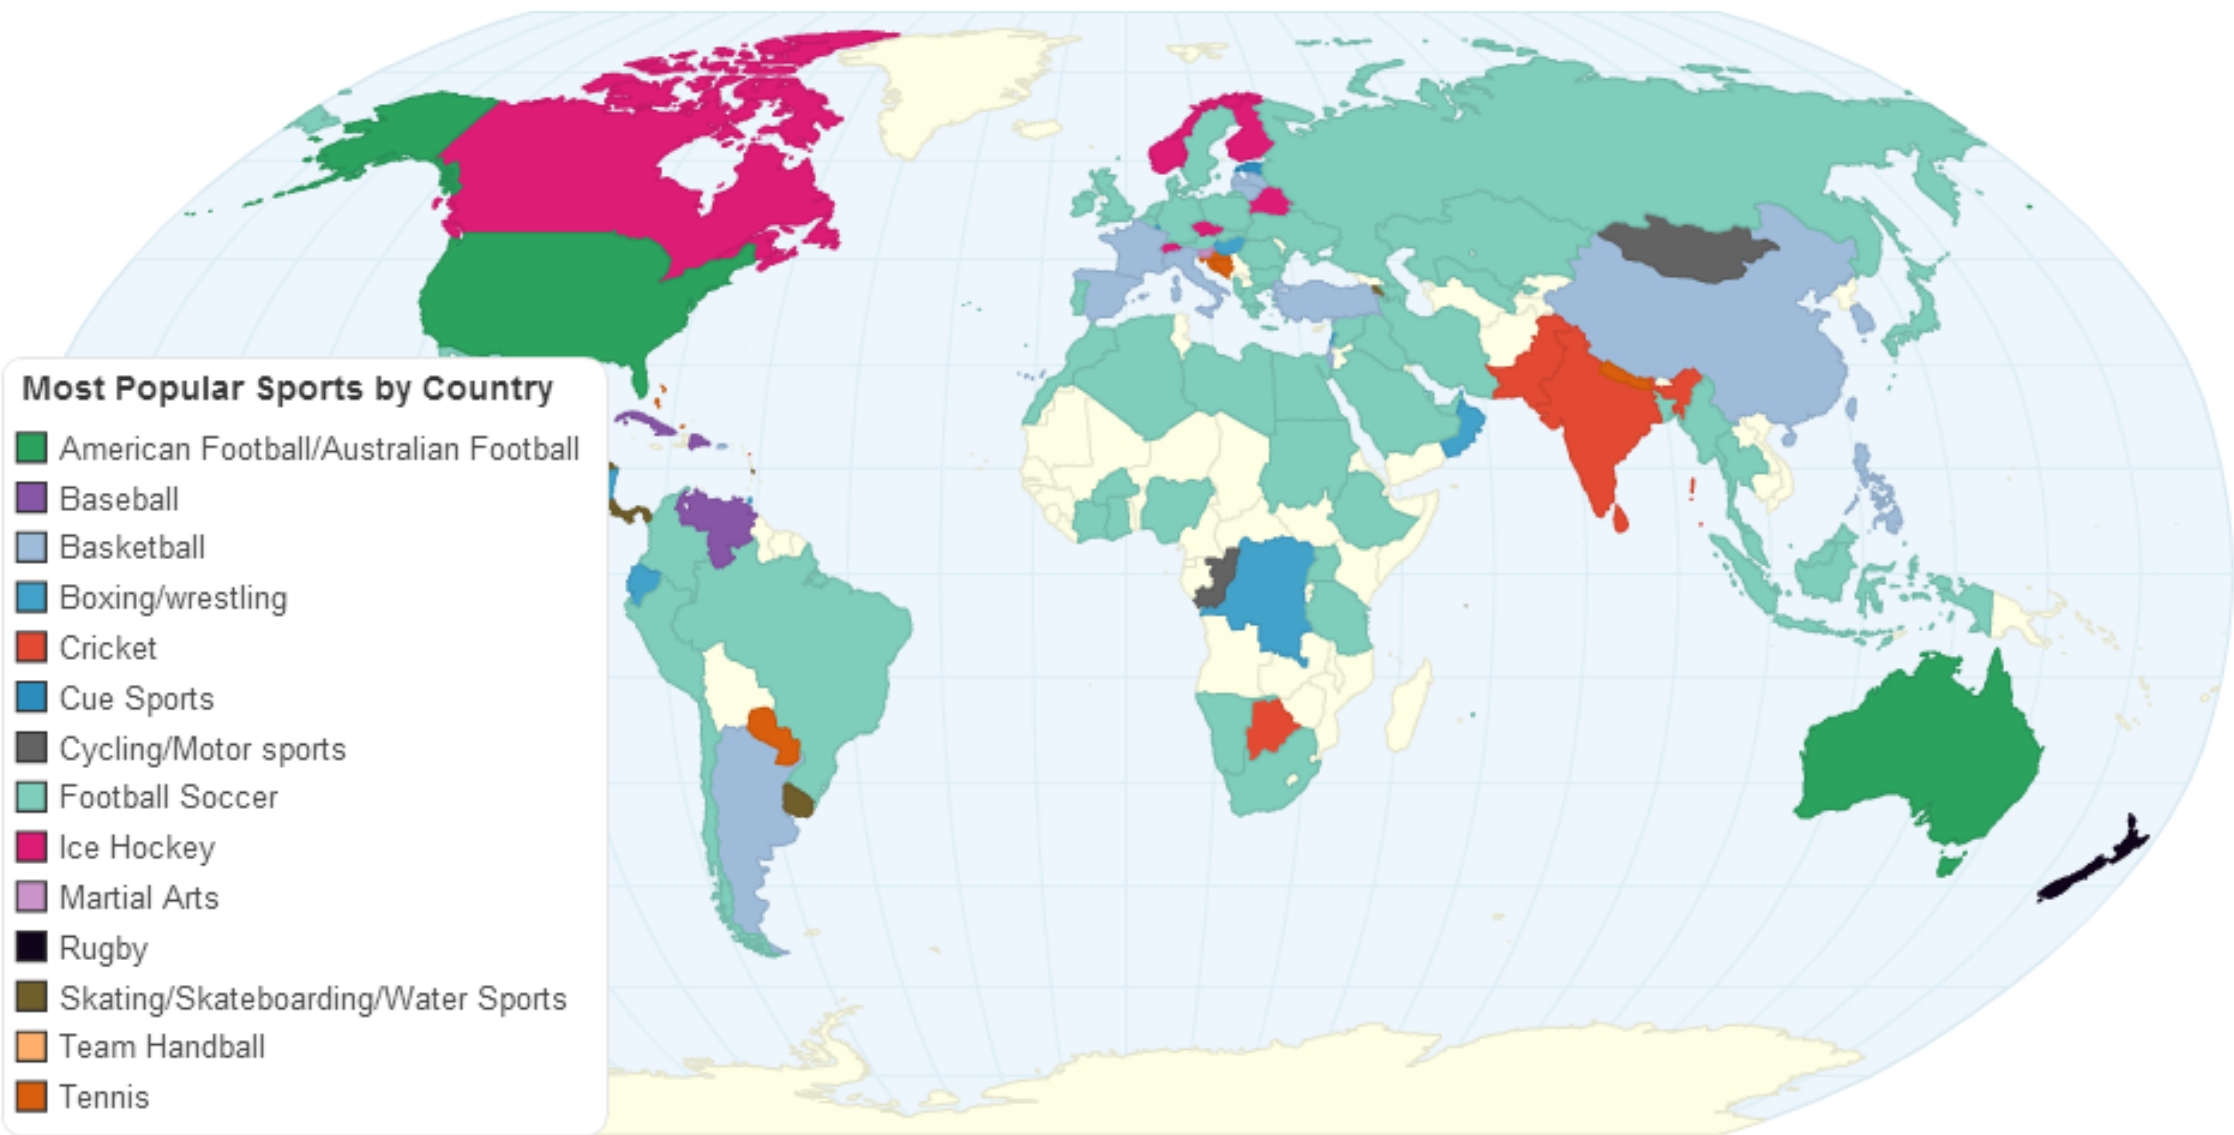 Most Popular Sports by Country
American Football/Australian Football
Baseball
Basketball
Boxing/wrestling
Cricket
Cue Sports
Cycling/Motor sports
Football Soccer
Ice Hockey
Martial Arts
Rugby
Skating/Skateboarding/Water Sports
Team Handball
Tennis